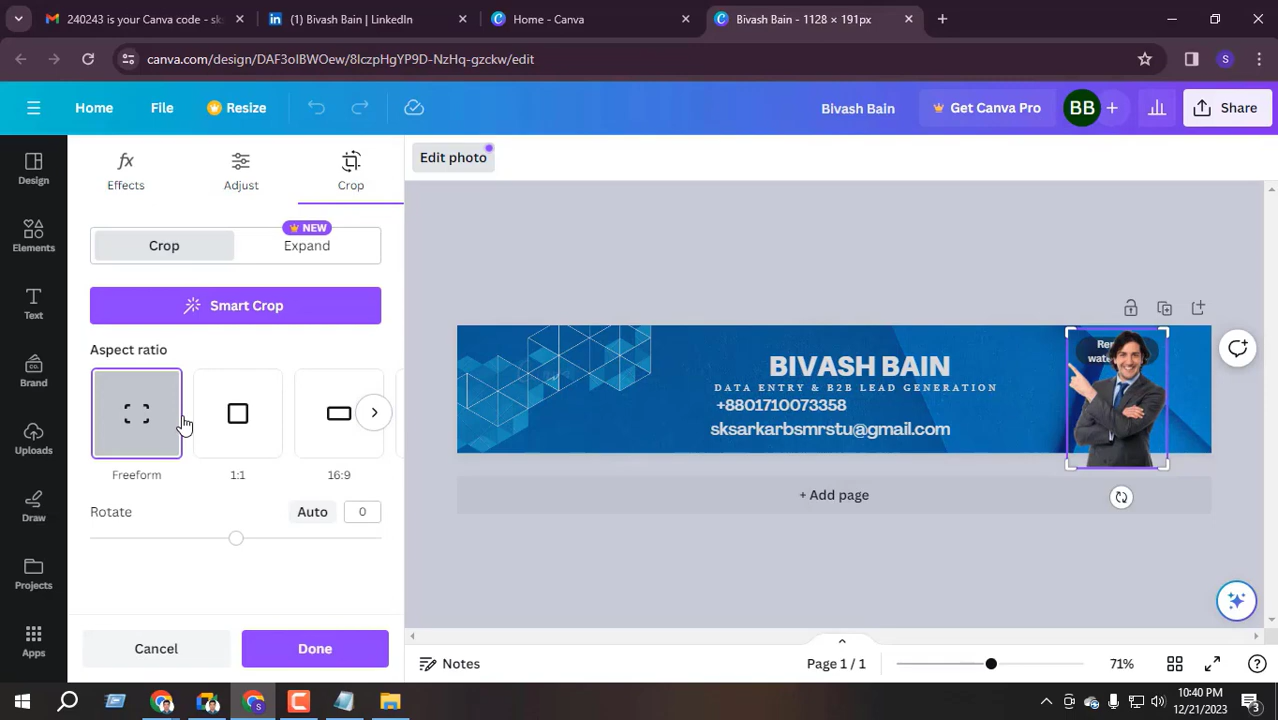 240243 is your Canva code - sks
(1) Bivash Bain | LinkedIn
Home - Canva
Bivash Bain - 1128 × 191px
canva.com/design/DAF3oIBWOew/8IczpHgYP9D-NzHq-gzckw/edit
S
Home
File
Resize
Bivash Bain
Get Canva Pro
BB
Share
Design
Elements
Text
Brand
Uploads
Draw
Projects
Apps
fx
Effects
Adjust
Crop
Edit photo
NEW
Crop
Expand
Smart Crop
Aspect ratio
Freeform
1:1
16:9
Rotate
Auto
0
Cancel
Done
BIVASH BAIN
DATA ENTRY & B2B LEAD GENERATION
+8801710073358
sksarkarbsmrstu@gmail.com
+ Add page
Notes
Page 1 / 1
71%
10:40 PM
12/21/2023
3